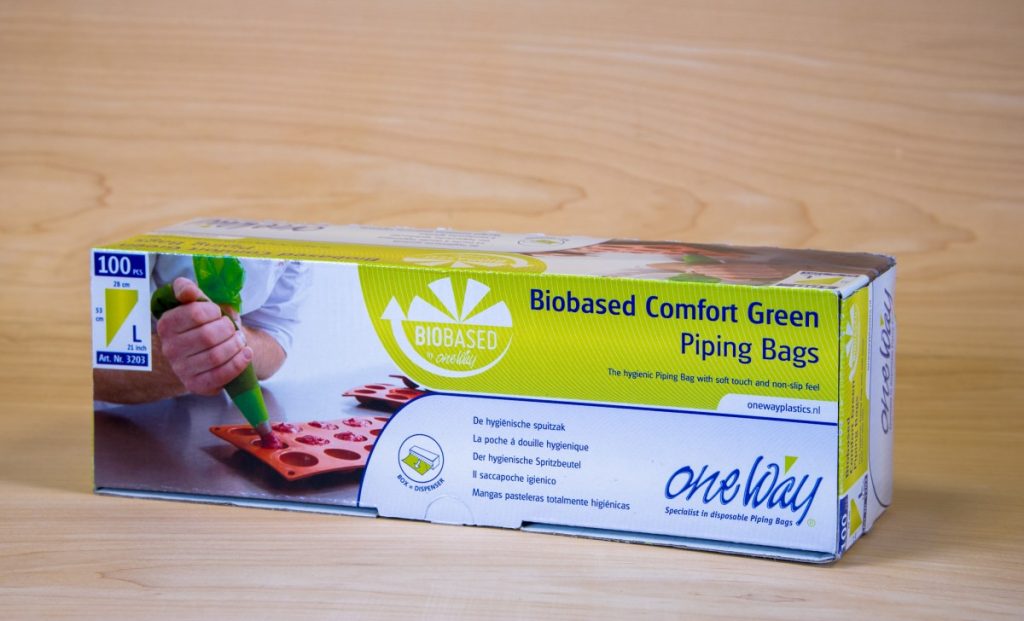 100 PCS
28 cm
53 cm
L
21 inch
Art. Nr. 3203
BIOBASED
by oneWay
Biobased Comfort Green
Piping Bags
The hygienic Piping Bag with soft touch and non-slip feel
onewayplastics.nl
De hygiënische spuitzak
La poche á douille hygienique
Der hygienische Spritzbeutel
Il saccapoche igienico
Mangas pasteleras totalmente higiénicas
BOX = DISPENSER
oneWay
Specialist in disposable Piping Bags
®
100
L
oneWay